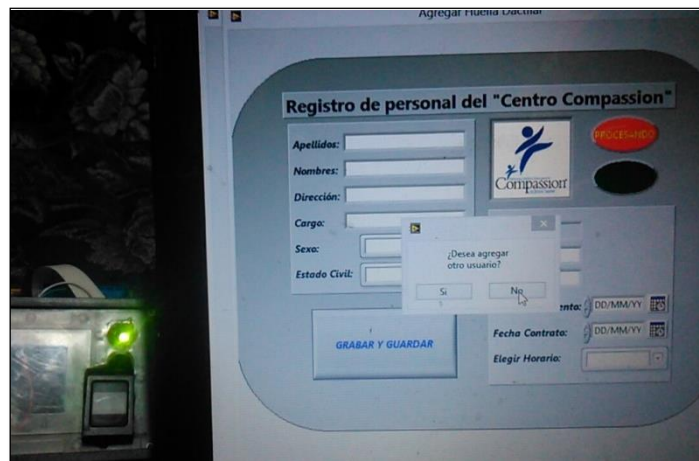 Agregar Huella Dactilar
Registro de personal del "Centro Compassion"
Apellidos:
Nombres:
Dirección:
Cargo:
Sexo:
Estado Civil:
Compassion
PROCESANDO
¿Desea agregar
otro usuario?
Si
No
GRABAR Y GUARDAR
DD/MM/YY
Fecha Contrato:
DD/MM/YY
Elegir Horario: